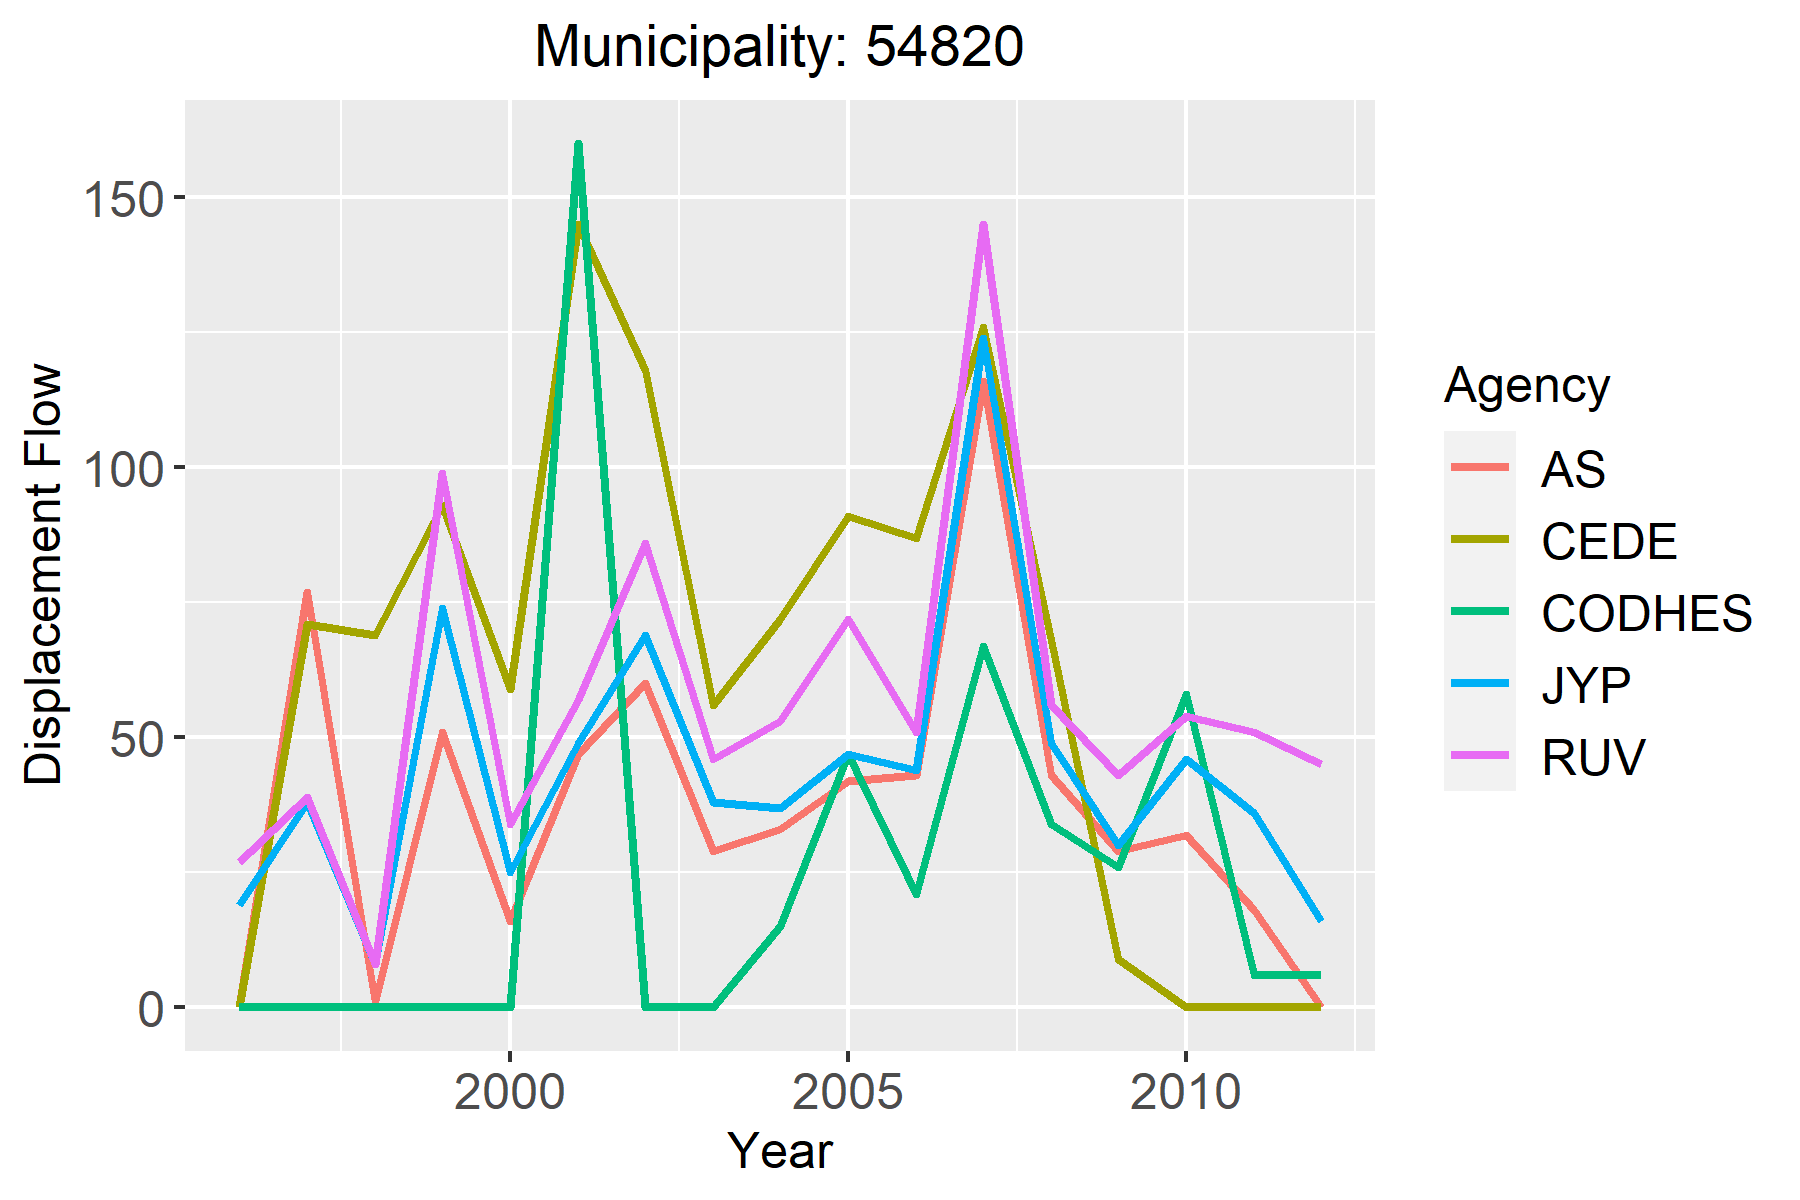 Municipality: 54820
Displacement Flow
150
100
50
0
2000
2005
2010
Year
Agency
AS
CEDE
CODHES
JYP
RUV